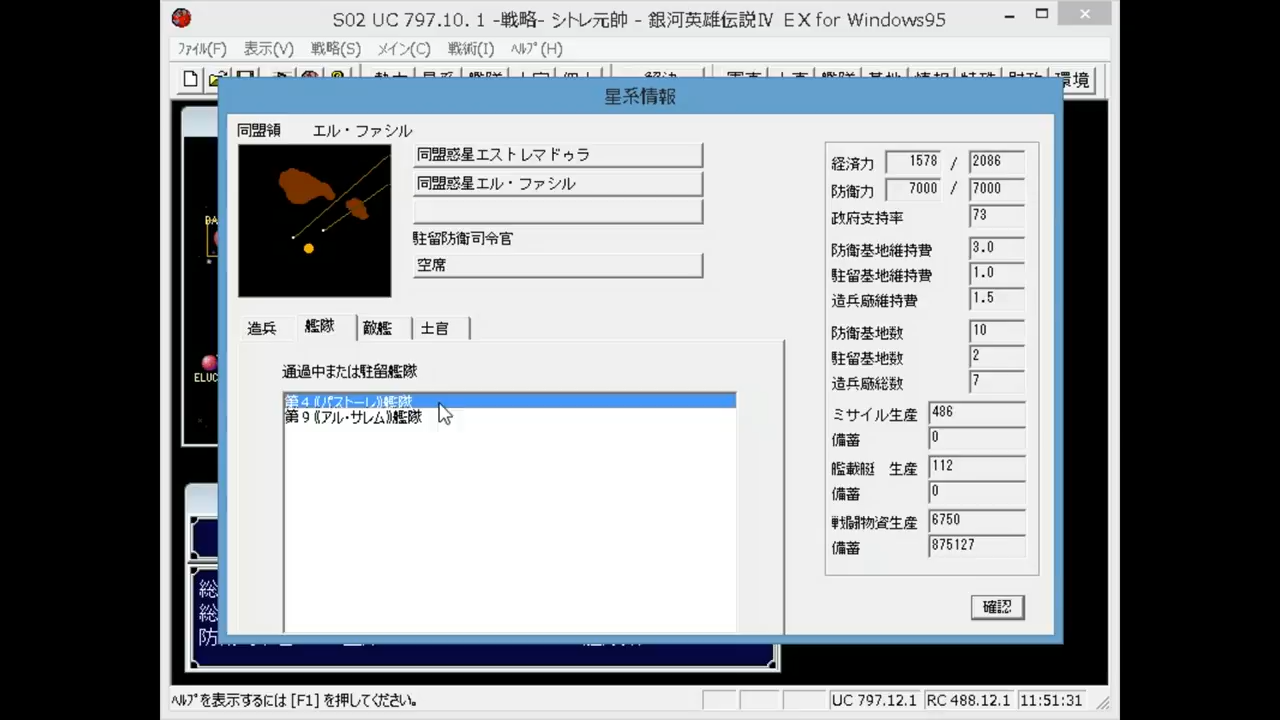 S02 UC 797.10. 1 -戦略- シトレ元帥 - 銀河英雄伝説Ⅳ EX for Windows95
ﾌｧｲﾙ(F) 表示(V) 戦略(S) メイン(C) 戦術(I) ﾍﾙﾌﾟ(H)
環境
星系情報
同盟領 エル・ファシル
同盟惑星エストレマドゥラ
同盟惑星エル・ファシル
駐留防衛司令官
空席
経済力 1578 / 2086
防衛力 7000 / 7000
政府支持率 73
防衛基地維持費 3.0
駐留基地維持費 1.0
造兵廠維持費 1.5
防衛基地数 10
駐留基地数 2
造兵廠総数 7
ミサイル生産 486
備蓄 0
艦載艇 生産 112
備蓄 0
戦闘物資生産 6750
備蓄 875127
造兵 艦隊 敵艦 士官
通過中または駐留艦隊
第４《パストーレ》艦隊
第９《アル・サレム》艦隊
確認
ELUC
総
総
防
ﾍﾙﾌﾟを表示するには [F1] を押してください。
UC 797.12.1 RC 488.12.1 11:51:31